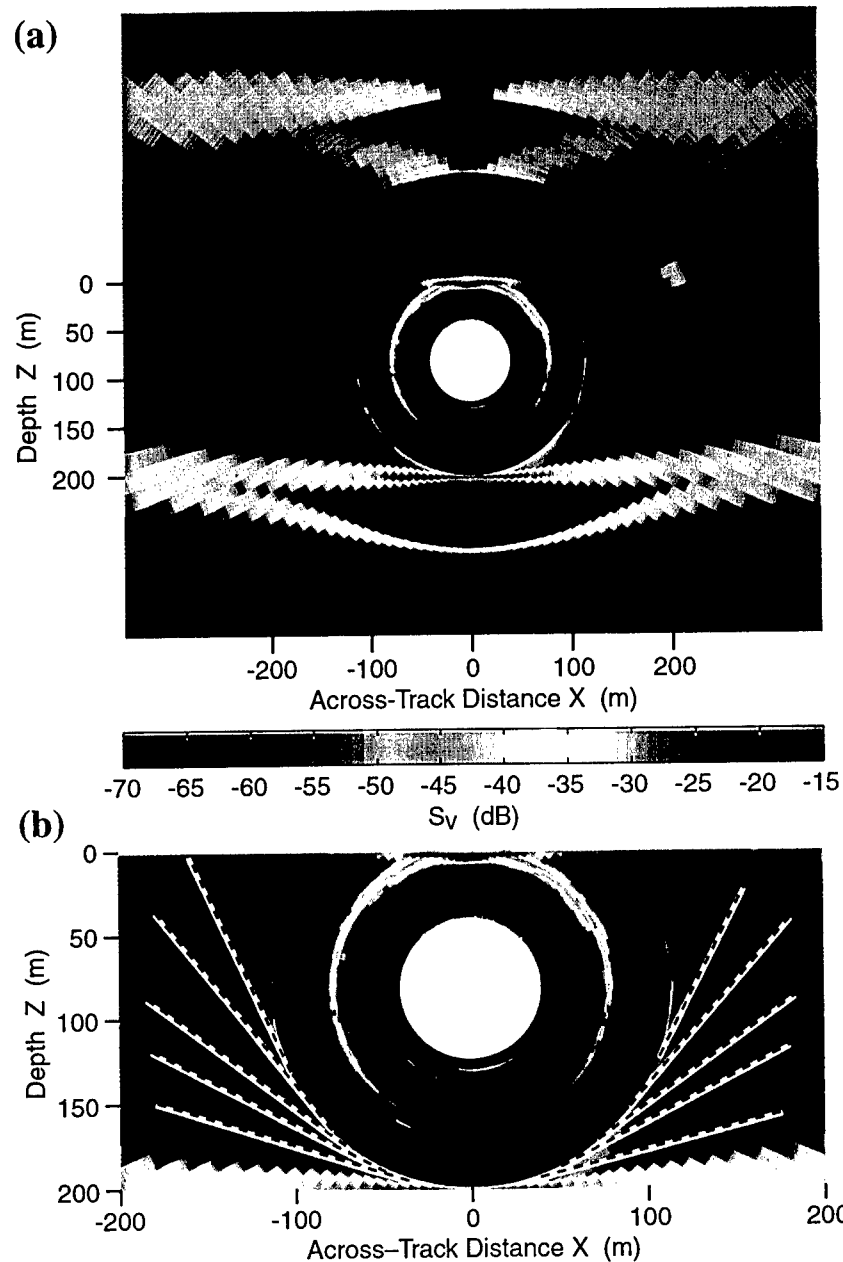 (a)
0
50
100
150
200
Depth Z (m)
-200 -100 0 100 200
Across-Track Distance X (m)
-70 -65 -60 -55 -50 -45 -40 -35 -30 -25 -20 -15
SV (dB)
(b)
0
50
100
150
200
Depth Z (m)
-200 -100 0 100 200
Across–Track Distance X (m)